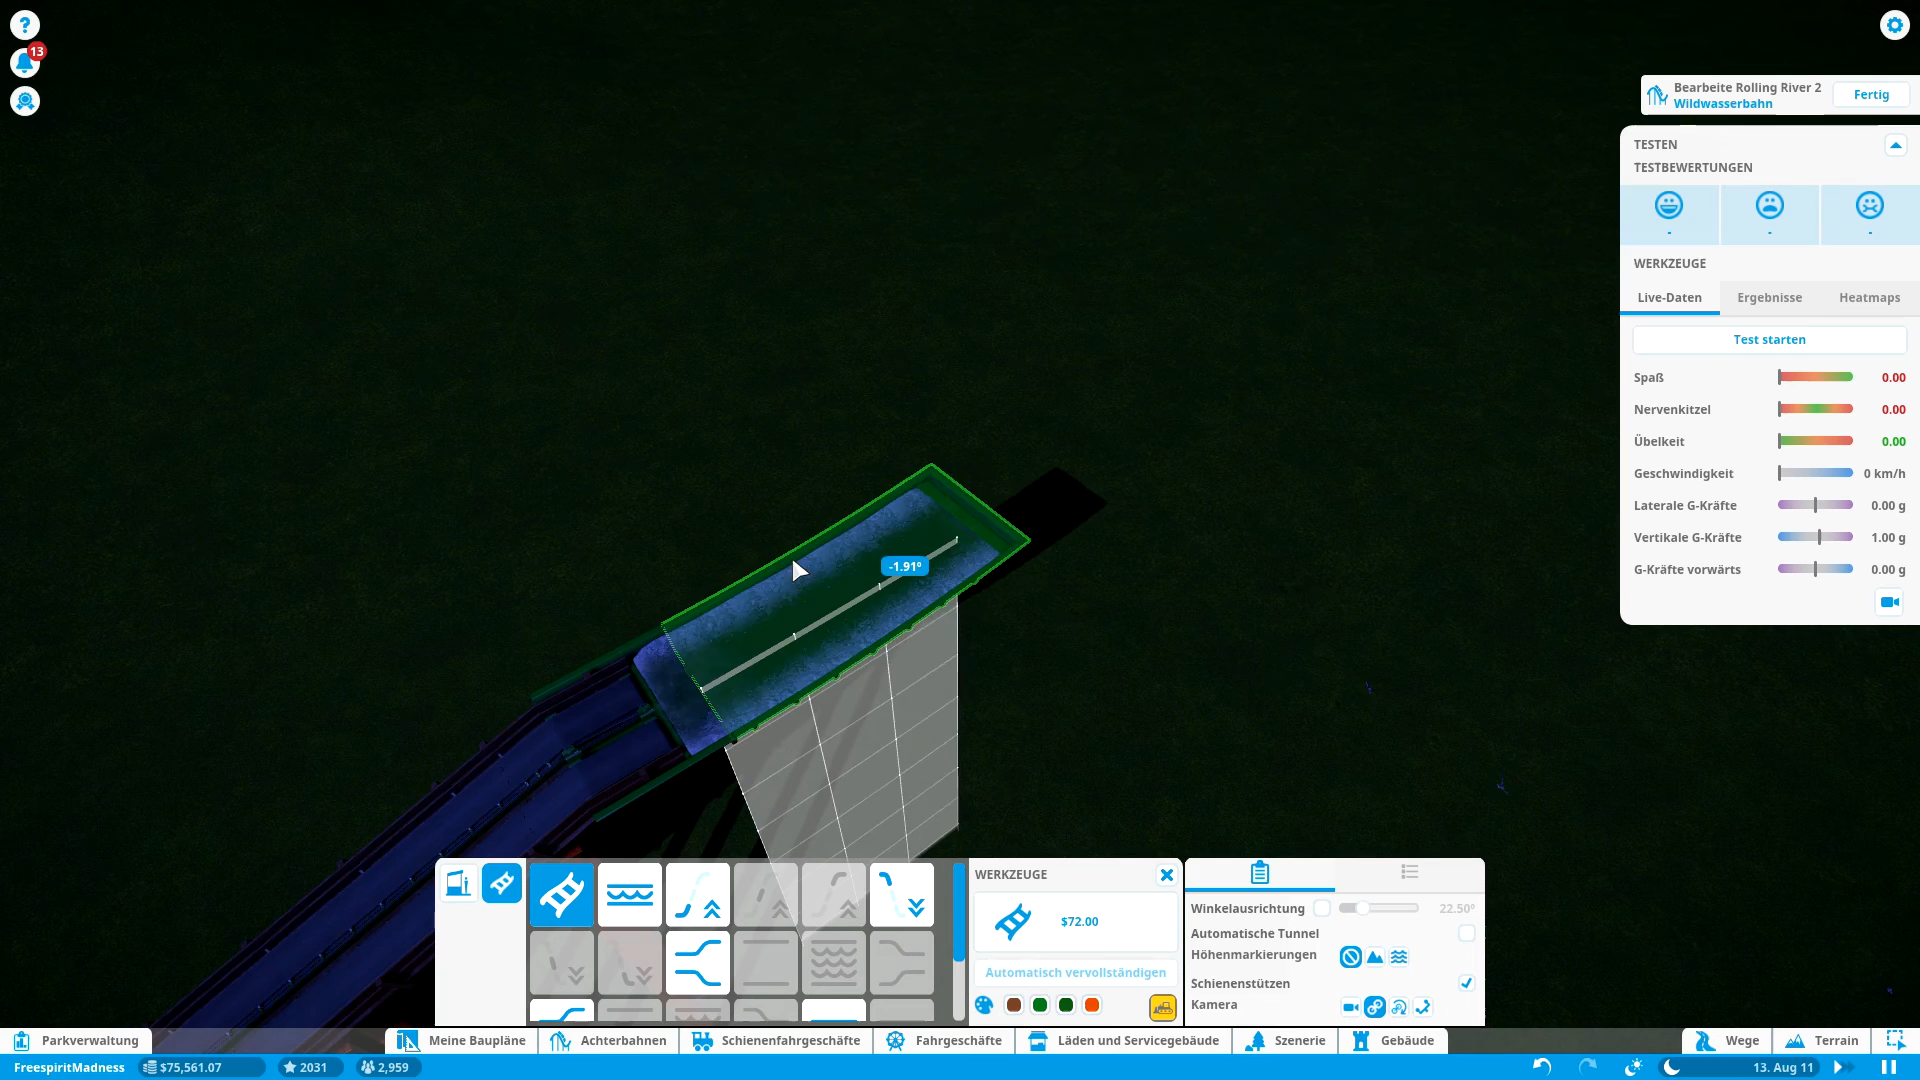 ?
13
Bearbeite Rolling River 2
Wildwasserbahn
Fertig
TESTEN
TESTBEWERTUNGEN
- - -
WERKZEUGE
Live-Daten Ergebnisse Heatmaps
Test starten
Spaß 0.00
Nervenkitzel 0.00
Übelkeit 0.00
Geschwindigkeit 0 km/h
Laterale G-Kräfte 0.00 g
Vertikale G-Kräfte 1.00 g
G-Kräfte vorwärts 0.00 g
-1.91°
WERKZEUGE
$72.00
Automatisch vervollständigen
Winkelausrichtung 22.50°
Automatische Tunnel
Höhenmarkierungen
Schienenstützen
Kamera
Parkverwaltung Meine Baupläne Achterbahnen Schienenfahrgeschäfte Fahrgeschäfte Läden und Servicegebäude Szenerie Gebäude Wege Terrain
FreespiritMadness $75,561.07 2031 2,959 13. Aug 11